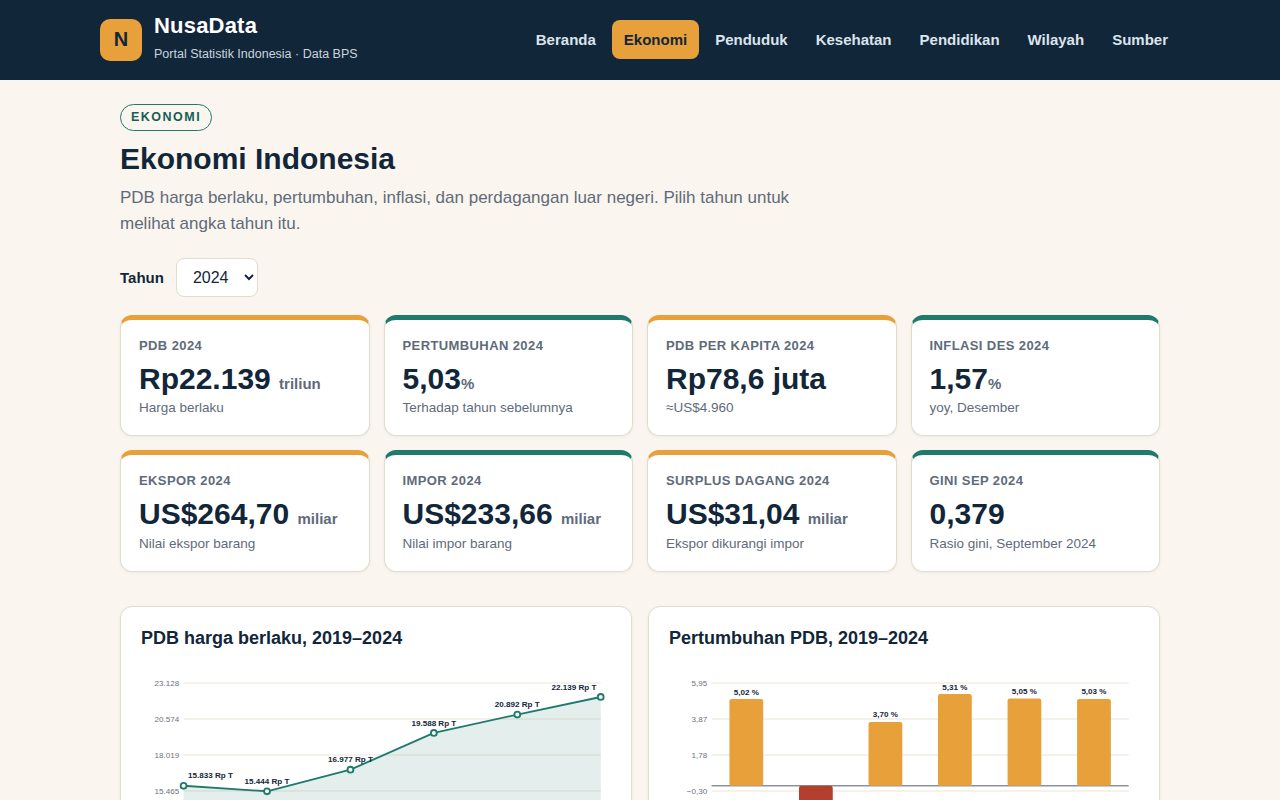 N
NusaData
Portal Statistik Indonesia · Data BPS
Beranda
Ekonomi
Penduduk
Kesehatan
Pendidikan
Wilayah
Sumber
EKONOMI
Ekonomi Indonesia
PDB harga berlaku, pertumbuhan, inflasi, dan perdagangan luar negeri. Pilih tahun untuk
melihat angka tahun itu.
Tahun
2024
PDB 2024
Rp22.139 triliun
Harga berlaku
PERTUMBUHAN 2024
5,03%
Terhadap tahun sebelumnya
PDB PER KAPITA 2024
Rp78,6 juta
≈US$4.960
INFLASI DES 2024
1,57%
yoy, Desember
EKSPOR 2024
US$264,70 miliar
Nilai ekspor barang
IMPOR 2024
US$233,66 miliar
Nilai impor barang
SURPLUS DAGANG 2024
US$31,04 miliar
Ekspor dikurangi impor
GINI SEP 2024
0,379
Rasio gini, September 2024
PDB harga berlaku, 2019–2024
23.128
20.574
18.019
15.465
15.833 Rp T
15.444 Rp T
16.977 Rp T
19.588 Rp T
20.892 Rp T
22.139 Rp T
Pertumbuhan PDB, 2019–2024
5,95
3,87
1,78
−0,30
5,02 %
3,70 %
5,31 %
5,05 %
5,03 %